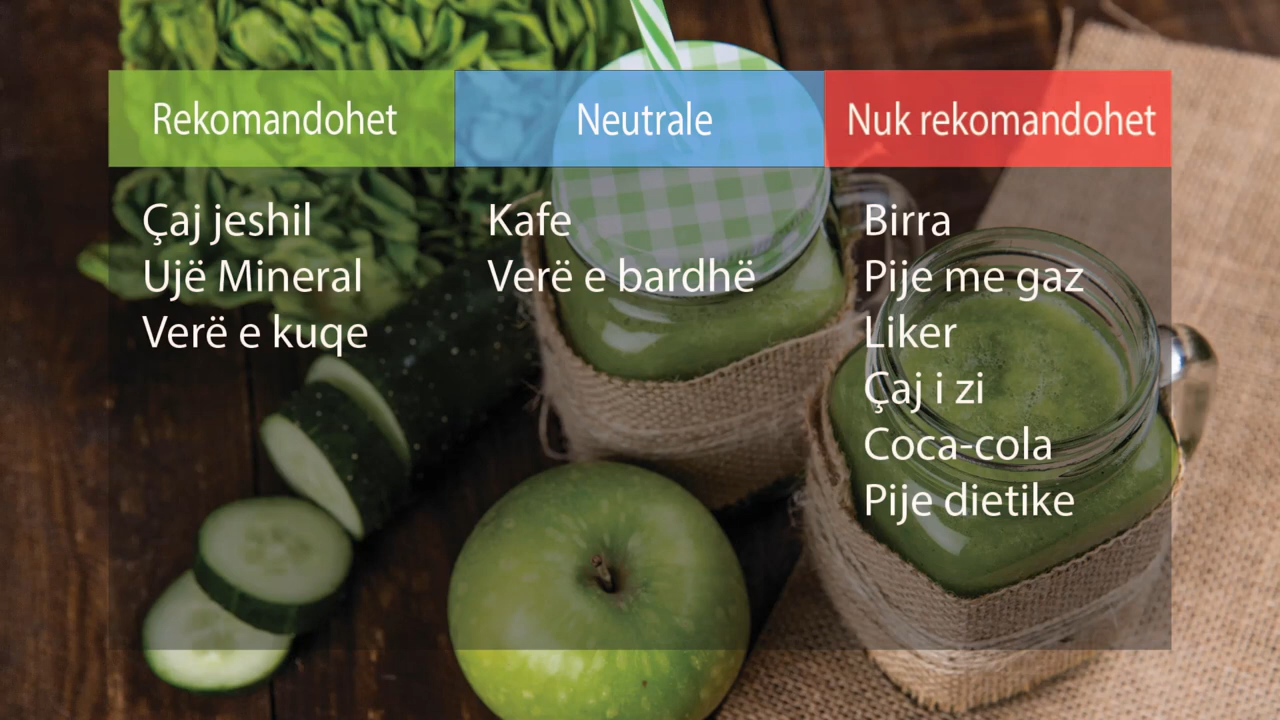 Rekomandohet
Neutrale
Nuk rekomandohet
Çaj jeshil
Ujë Mineral
Verë e kuqe
Kafe
Verë e bardhë
Birra
Pije me gaz
Liker
Çaj i zi
Coca-cola
Pije dietike